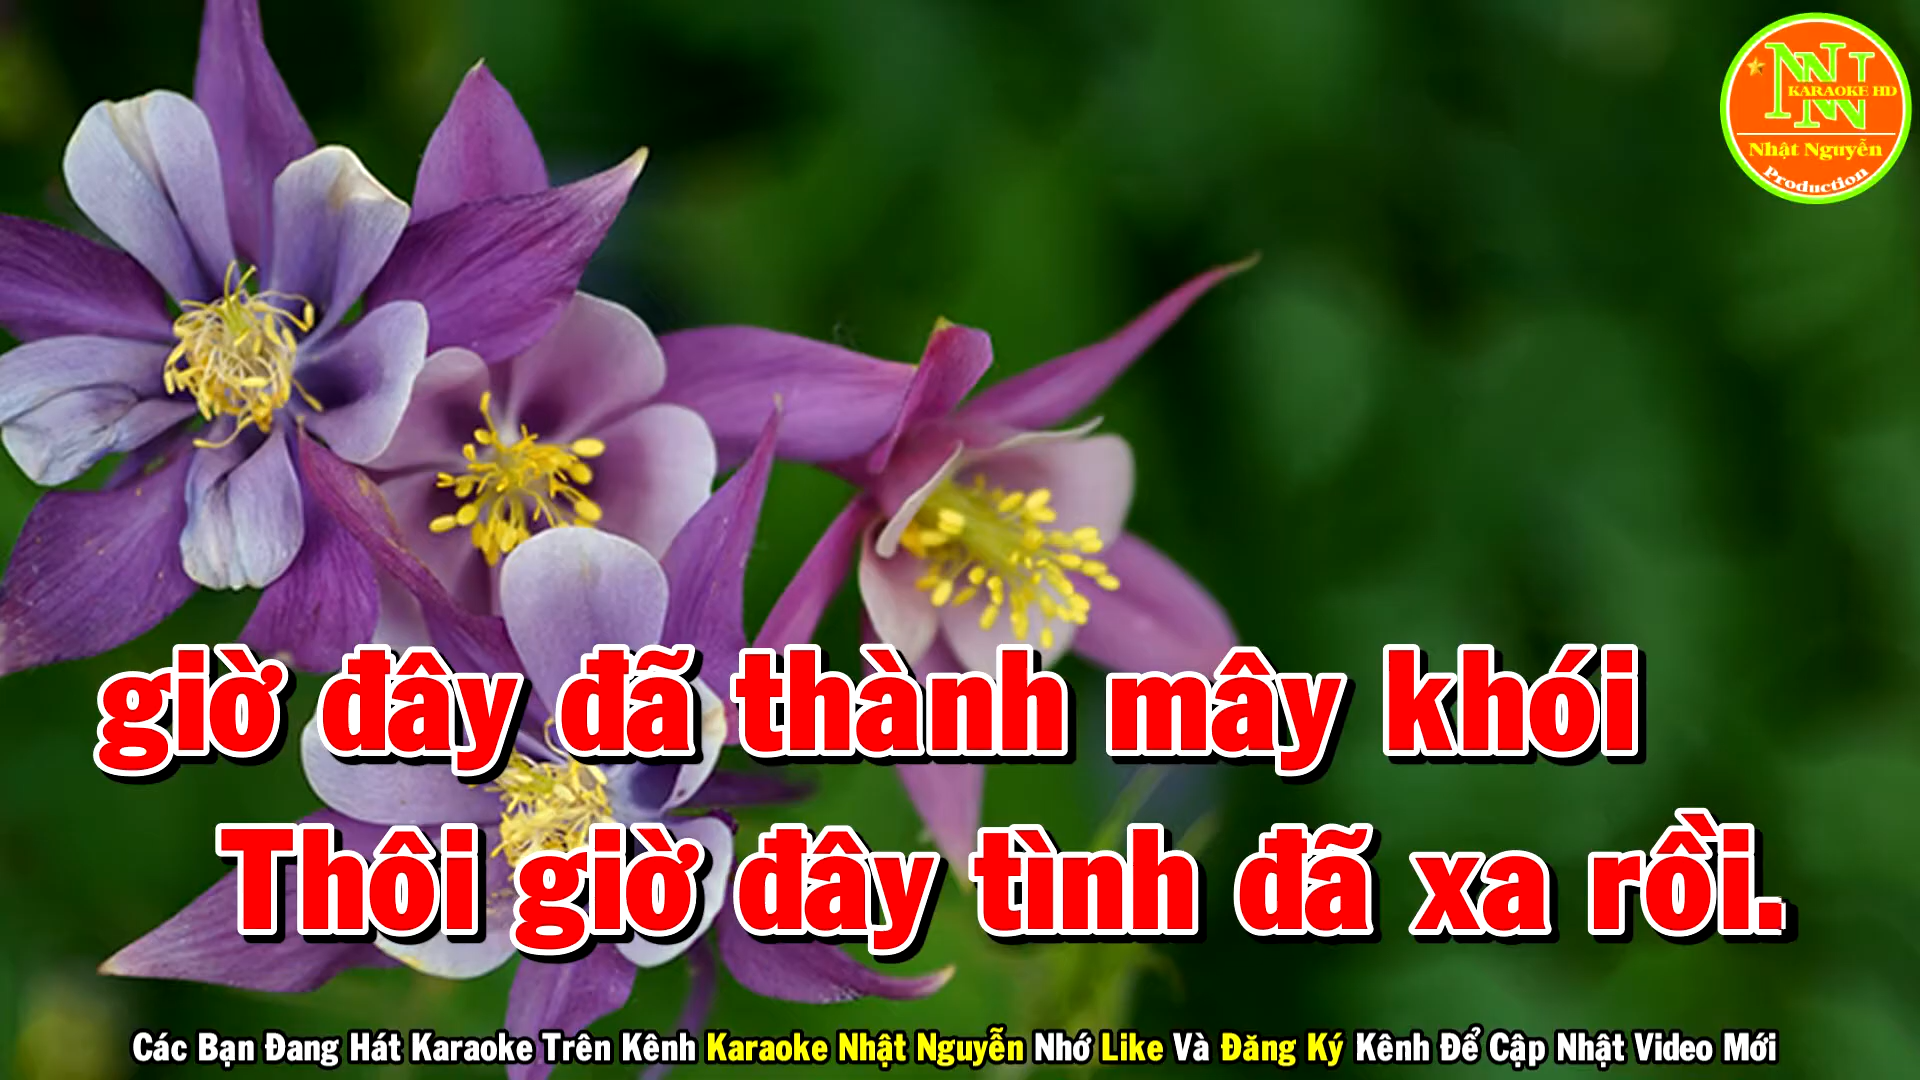 NN
KARAOKE HD
Nhật Nguyễn
Production
giờ đây đã thành mây khói
Thôi giờ đây tình đã xa rồi.
Các Bạn Đang Hát Karaoke Trên Kênh Karaoke Nhật Nguyễn Nhớ Like Và Đăng Ký Kênh Để Cập Nhật Video Mới